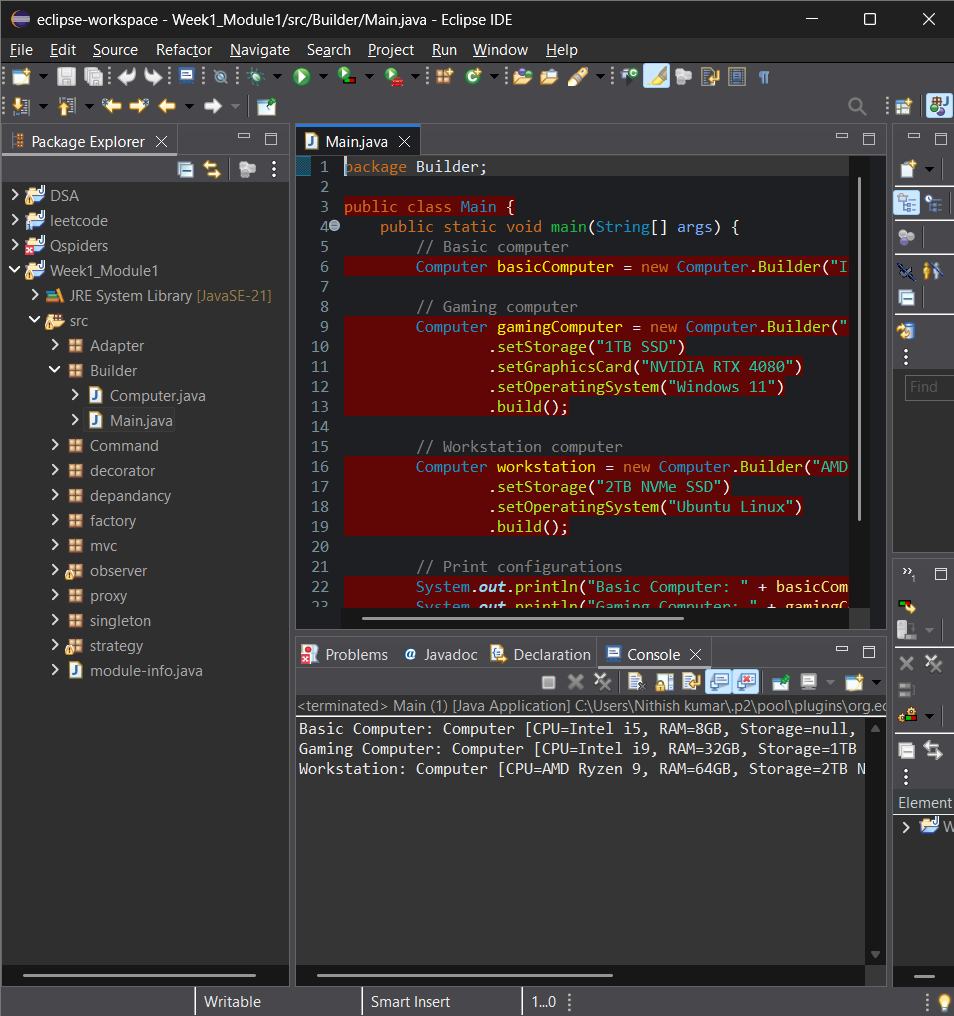 eclipse-workspace - Week1_Module1/src/Builder/Main.java - Eclipse IDE
File Edit Source Refactor Navigate Search Project Run Window Help
Package Explorer
DSA
leetcode
Qspiders
Week1_Module1
JRE System Library [JavaSE-21]
src
Adapter
Builder
Computer.java
Main.java
Command
decorator
depandancy
factory
mvc
observer
proxy
singleton
strategy
module-info.java
Main.java
1 package Builder;
2
3 public class Main {
4 public static void main(String[] args) {
5 // Basic computer
6 Computer basicComputer = new Computer.Builder("I
7
8 // Gaming computer
9 Computer gamingComputer = new Computer.Builder("
10 .setStorage("1TB SSD")
11 .setGraphicsCard("NVIDIA RTX 4080")
12 .setOperatingSystem("Windows 11")
13 .build();
14
15 // Workstation computer
16 Computer workstation = new Computer.Builder("AMD
17 .setStorage("2TB NVMe SSD")
18 .setOperatingSystem("Ubuntu Linux")
19 .build();
20
21 // Print configurations
22 System.out.println("Basic Computer: " + basicCom
23 System.out.println("Gaming Computer: " + gamingC
Problems Javadoc Declaration Console
<terminated> Main (1) [Java Application] C:\Users\Nithish kumar\.p2\pool\plugins\org.ec
Basic Computer: Computer [CPU=Intel i5, RAM=8GB, Storage=null,
Gaming Computer: Computer [CPU=Intel i9, RAM=32GB, Storage=1TB
Workstation: Computer [CPU=AMD Ryzen 9, RAM=64GB, Storage=2TB N
Find
Element
W
Writable Smart Insert 1...0